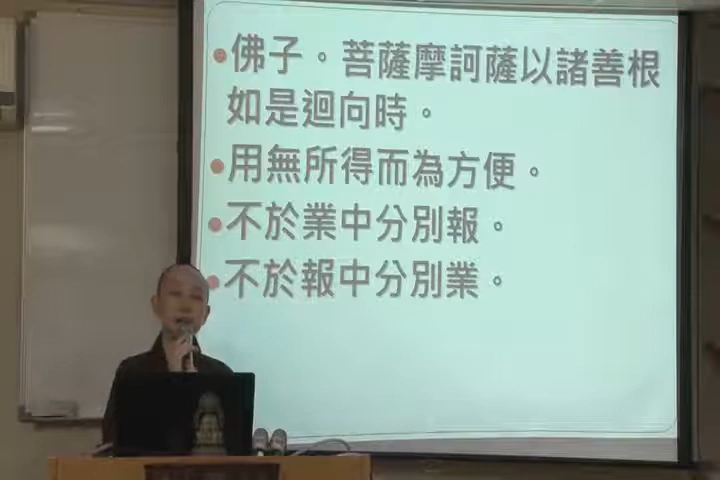 •佛子。菩薩摩訶薩以諸善根
如是迴向時。
•用無所得而為方便。
•不於業中分別報。
•不於報中分別業。